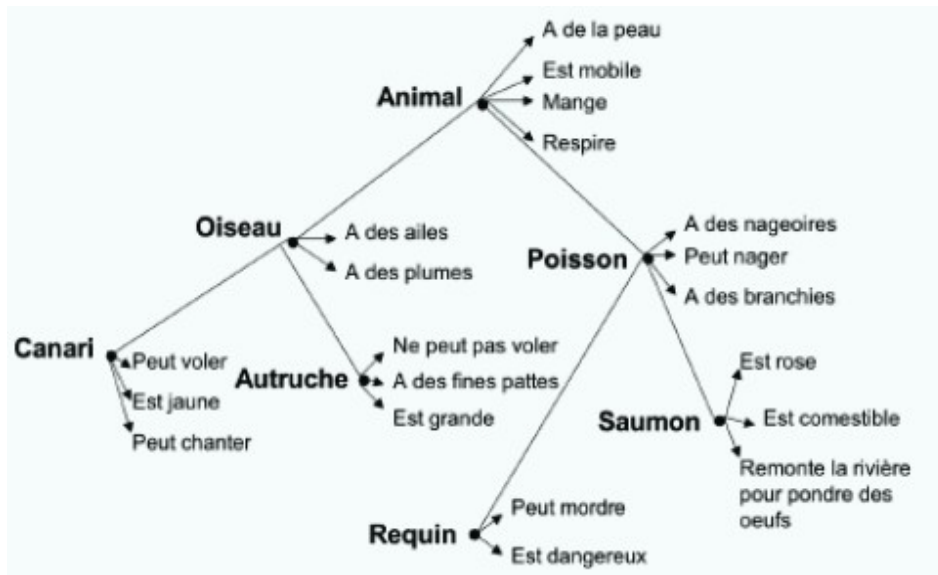 A de la peau
Est mobile
Animal
Mange
Respire
Oiseau
A des ailes
A des plumes
A des nageoires
Poisson
Peut nager
A des branchies
Canari
Peut voler
Est jaune
Peut chanter
Autruche
Ne peut pas voler
A des fines pattes
Est grande
Saumon
Est rose
Est comestible
Remonte la rivière
pour pondre des
oeufs
Requin
Peut mordre
Est dangereux